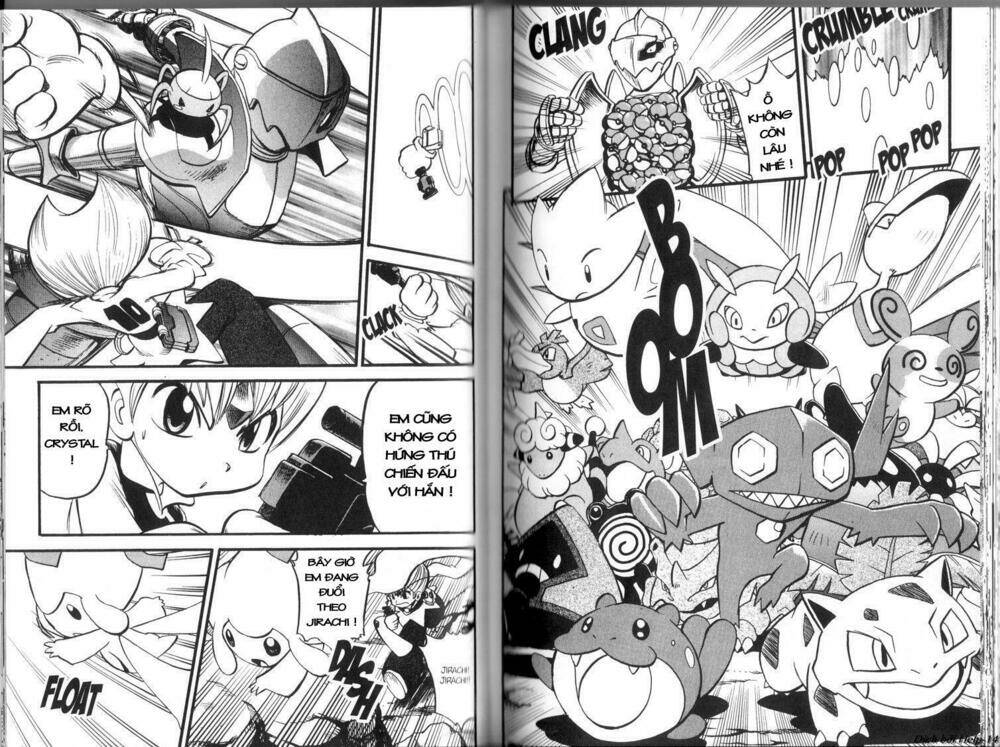 CLANG
Ồ
KHÔNG
CÒN
LÂU
NHÉ !
CRUMBLE
POP
POP
POP
BOOM
10
CLACK
EM RÕ
RỒI,
CRYSTAL
!
EM CŨNG
KHÔNG CÓ
HỨNG THÚ
CHIẾN ĐẤU
VỚI HẮN !
FLOAT
BÂY GIỜ
EM ĐANG
ĐUỔI
THEO
JIRACHI !
DASH
JIRACHI!
JIRACHI!